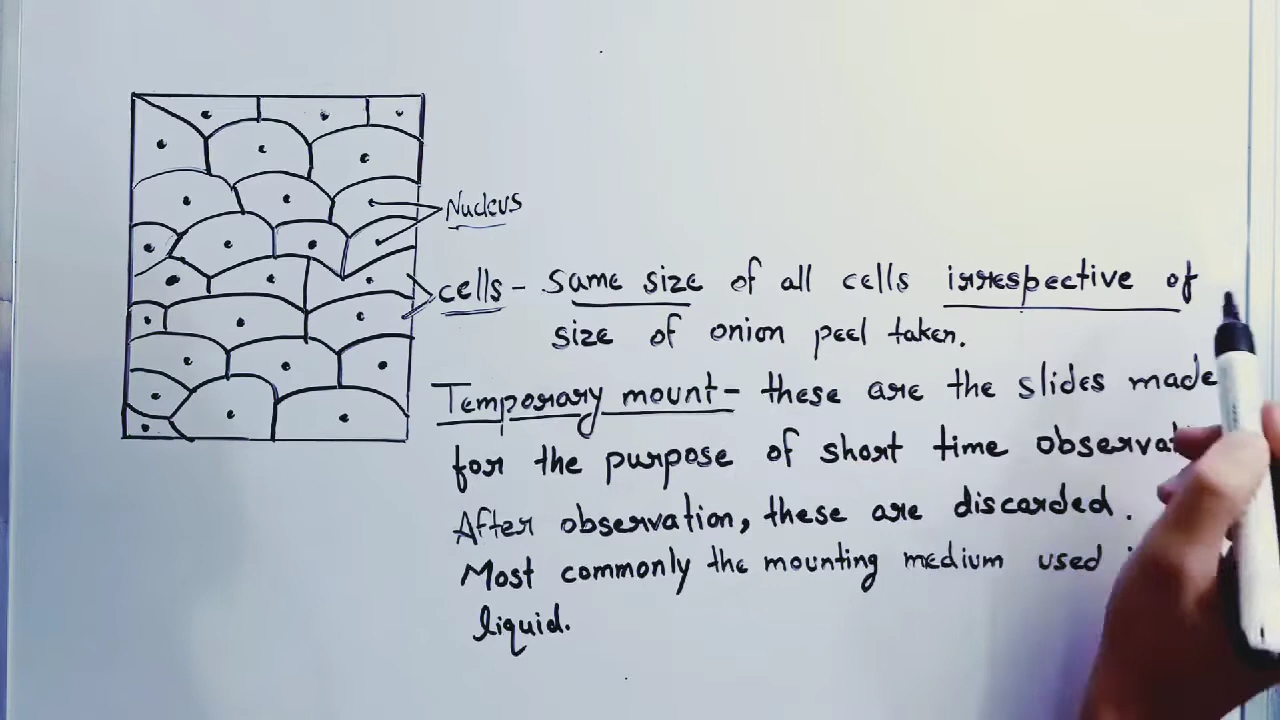 Nucleus
cells - Same size of all cells irrespective of
size of onion peel taken.
Temporary mount - these are the slides made
for the purpose of short time
After observation, these are discarded.
Most commonly the mounting medium used
liquid.